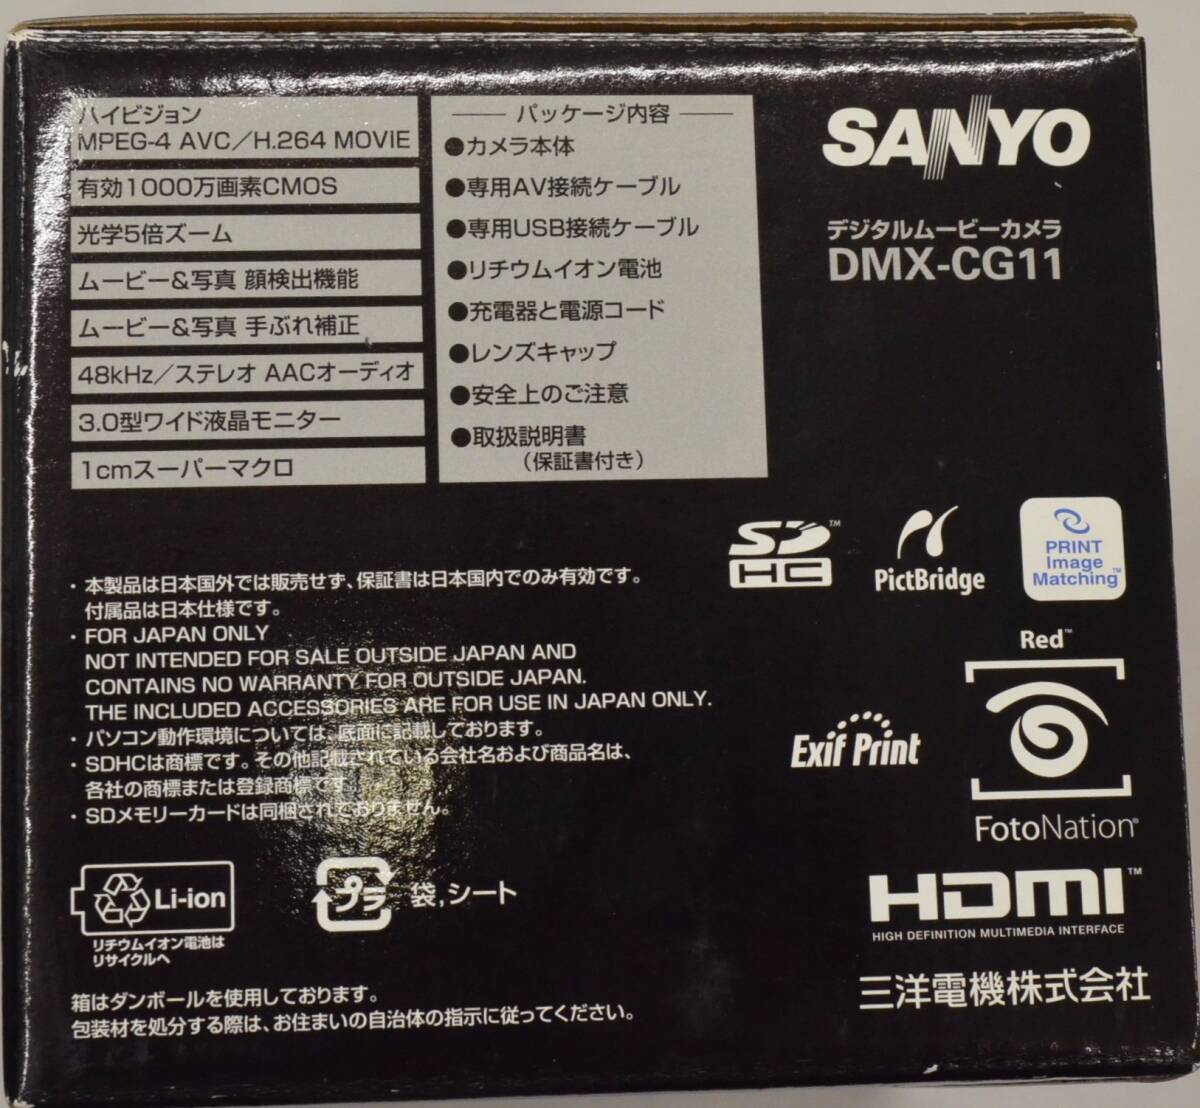 ハイビジョン
MPEG-4 AVC／H.264 MOVIE
有効1000万画素CMOS
光学5倍ズーム
ムービー&写真 顔検出機能
ムービー&写真 手ぶれ補正
48kHz／ステレオ AACオーディオ
3.0型ワイド液晶モニター
1cmスーパーマクロ
パッケージ内容
●カメラ本体
●専用AV接続ケーブル
●専用USB接続ケーブル
●リチウムイオン電池
●充電器と電源コード
●レンズキャップ
●安全上のご注意
●取扱説明書
（保証書付き）
SANYO
デジタルムービーカメラ
DMX-CG11
SD™
HC
PictBridge
PRINT
Image
Matching™
・本製品は日本国外では販売せず、保証書は日本国内でのみ有効です。
付属品は日本仕様です。
・FOR JAPAN ONLY
NOT INTENDED FOR SALE OUTSIDE JAPAN AND
CONTAINS NO WARRANTY FOR OUTSIDE JAPAN.
THE INCLUDED ACCESSORIES ARE FOR USE IN JAPAN ONLY.
・パソコン動作環境については、底面に記載しております。
・SDHCは商標です。その他記載されている会社名および商品名は、
各社の商標または登録商標です。
・SDメモリーカードは同梱されておりません。
Red™
Exif Print
FotoNation®
HDMI™
HIGH DEFINITION MULTIMEDIA INTERFACE
Li-ion
リチウムイオン電池は
リサイクルへ
プラ 袋,シート
三洋電機株式会社
箱はダンボールを使用しております。
包装材を処分する際は、お住まいの自治体の指示に従ってください。